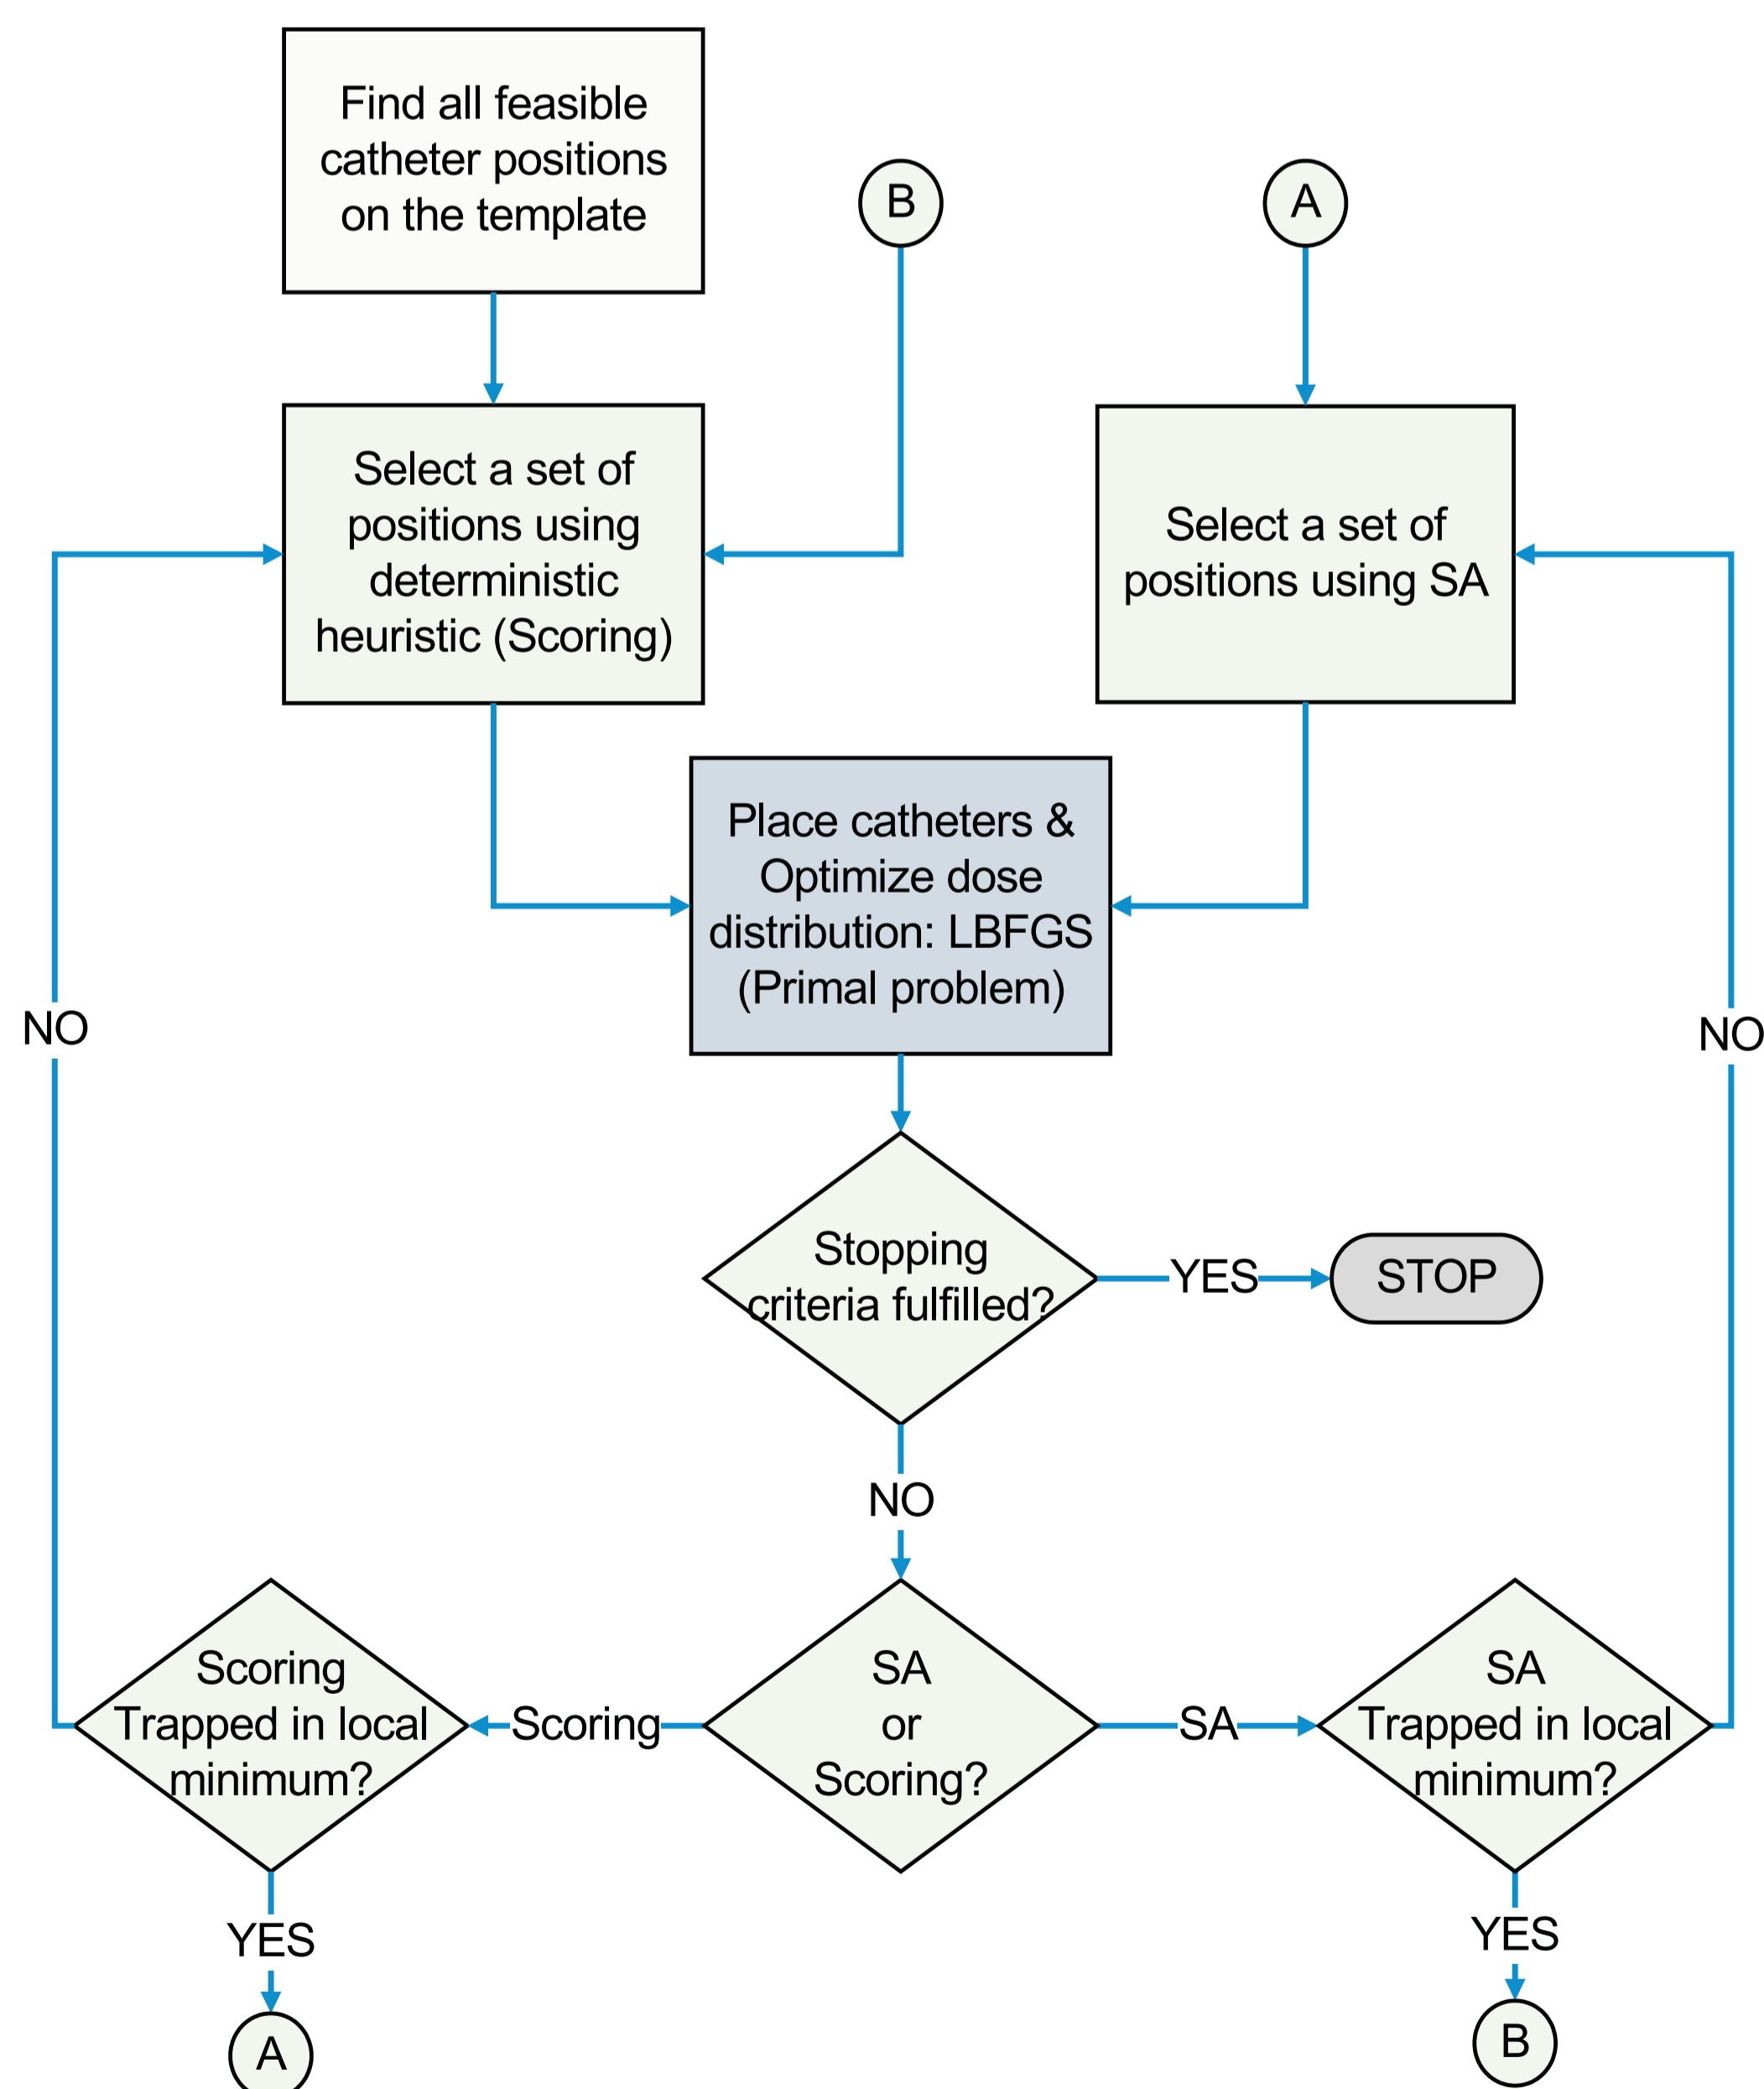 Find all feasible
catheter positions
on the template
B
A
Select a set of
positions using
deterministic
heuristic (Scoring)
Select a set of
positions using SA
Place catheters &
Optimize dose
distribution: LBFGS
(Primal problem)
NO
NO
Stopping
criteria fulfilled?
YES
STOP
NO
Scoring
Trapped in local
minimum?
Scoring
SA
or
Scoring?
SA
SA
Trapped in local
minimum?
YES
YES
A
B